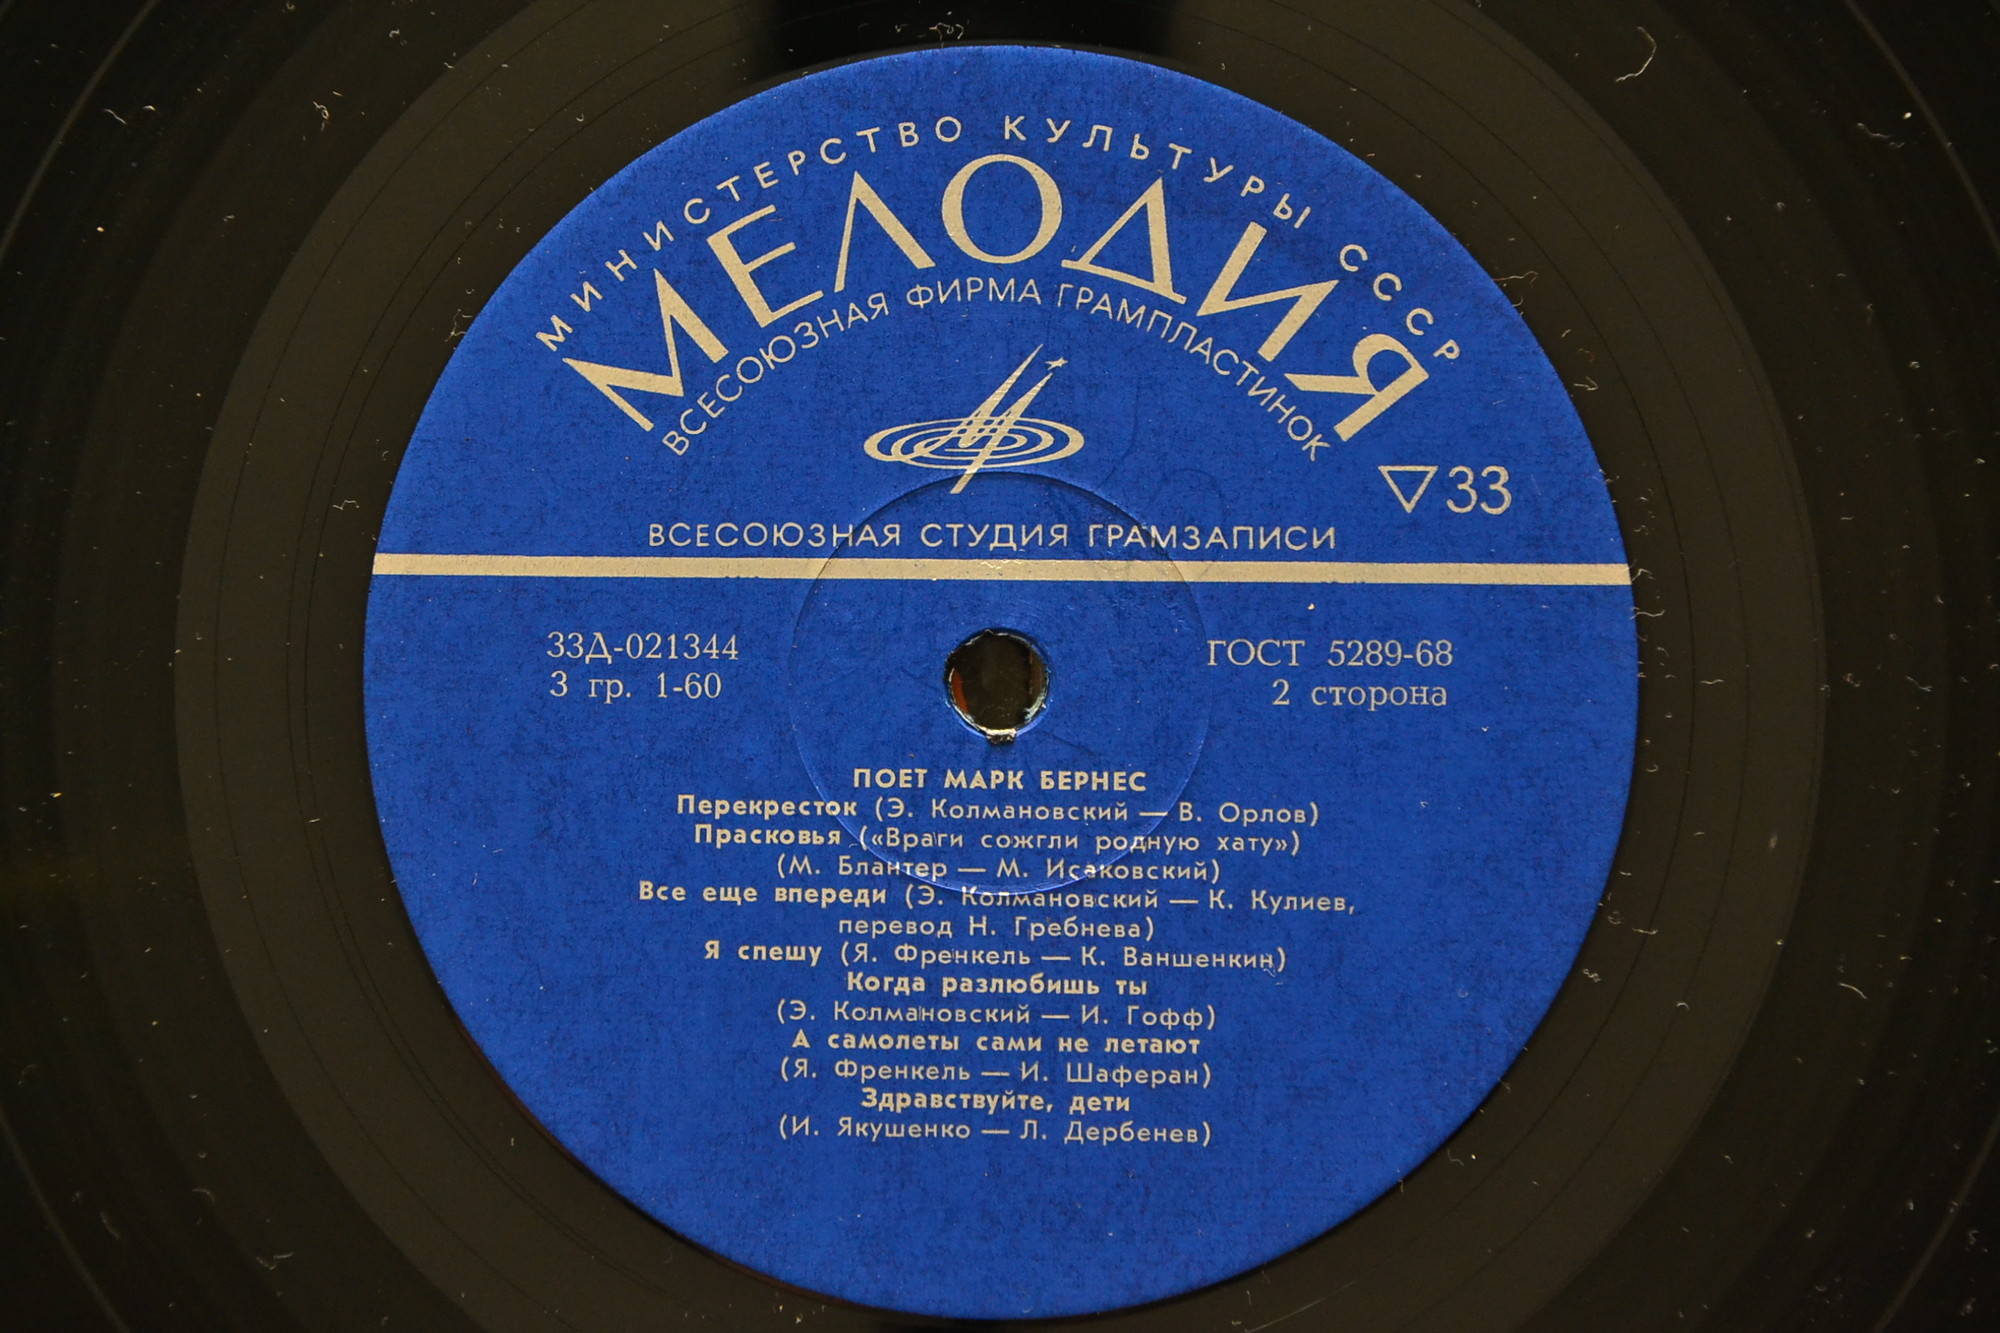 МИНИСТЕРСТВО КУЛЬТУРЫ СССР
МЕЛОДИЯ
ВСЕСОЮЗНАЯ ФИРМА ГРАМПЛАСТИНОК
▽33
ВСЕСОЮЗНАЯ СТУДИЯ ГРАМЗАПИСИ
33Д-021344
3 гр. 1-60
ГОСТ 5289-68
2 сторона
ПОЕТ МАРК БЕРНЕС
Перекресток (Э. Колмановский — В. Орлов)
Прасковья («Враги сожгли родную хату»)
(М. Блантер — М. Исаковский)
Все еще впереди (Э. Колмановский — К. Кулиев,
перевод Н. Гребнева)
Я спешу (Я. Френкель — К. Ваншенкин)
Когда разлюбишь ты
(Э. Колмановский — И. Гофф)
А самолеты сами не летают
(Я. Френкель — И. Шаферан)
Здравствуйте, дети
(И. Якушенко — Л. Дербенев)